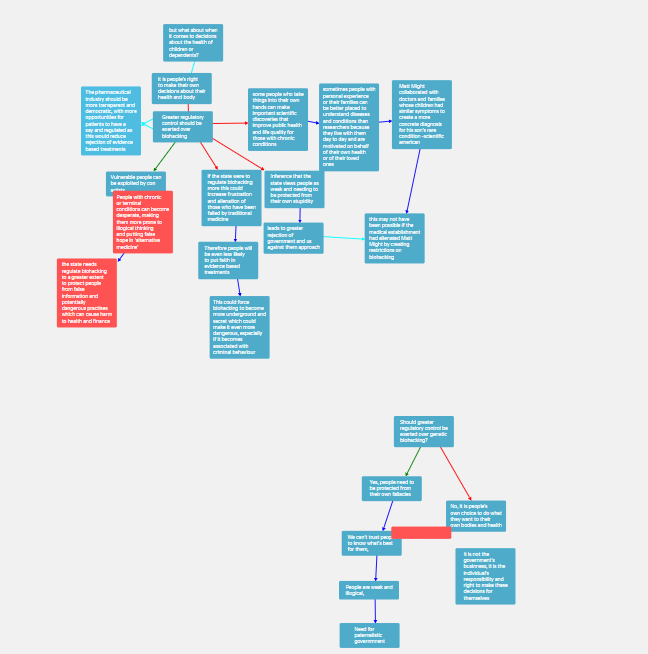 but what about when
it comes to decisions
about the health of
children or
dependents?
it is people's right
to make their own
decisions about their
health and body
The pharmaceutical
industry should be
more transparent and
democratic, with more
opportunities for
patients to have a
say and regulated as
this would reduce
rejection of evidence
based treatments
Greater regulatory
control should be
exerted over
biohacking
some people who take
things into their own
hands can make
important scientific
discoveries that
improve public health
and life quality for
those with chronic
conditions
sometimes people with
personal experience
or their families can
be better placed to
understand diseases
and conditions then
researchers because
they live with them
day to day and are
motivated on behalf
of their own health
or of their loved
ones
Matt Might
collaborated with
doctors and families
whose children had
similar symptoms to
create a more
concrete diagnosis
for his son's rare
condition -scientific
american
Vulnerable people can
be exploited by con
People with chronic
or terminal
conditions can become
desperate, making
them more prone to
illogical thinking
and putting false
hope in 'alternative
medicine'
the state needs
regulate biohacking
to a greater extent
to protect people
from false
information and
potentially
dangerous practises
which can cause harm
to health and finance
if the state were to
regulate biohacking
more this could
increase frustration
and alienation of
those who have been
failed by traditional
medicine
Inference that the
state views people as
weak and needing to
be protected from
their own stupidity
leads to greater
rejection of
government and us
against them approach
this may not have
been possible if the
medical establishment
had alienated Matt
Might by creating
restrictions on
biohacking
Therefore people will
be even less likely
to put faith in
evidence based
treatments
This could force
biohacking to become
more underground and
secret which could
make it even more
dangerous, especially
if it becomes
associated with
criminal behaviour
Should greater
regulatory control be
exerted over genetic
biohacking?
Yes, people need to
be protected from
their own fallacies
No, it is people's
own choice to do what
they want to their
own bodies and health
We can't trust
to know what's best
for them,
it is not the
government's
business, it is the
individual's
responsibility and
right to make these
decisions for
themselves
People are weak and
illogical,
Need for
paternalistic
government